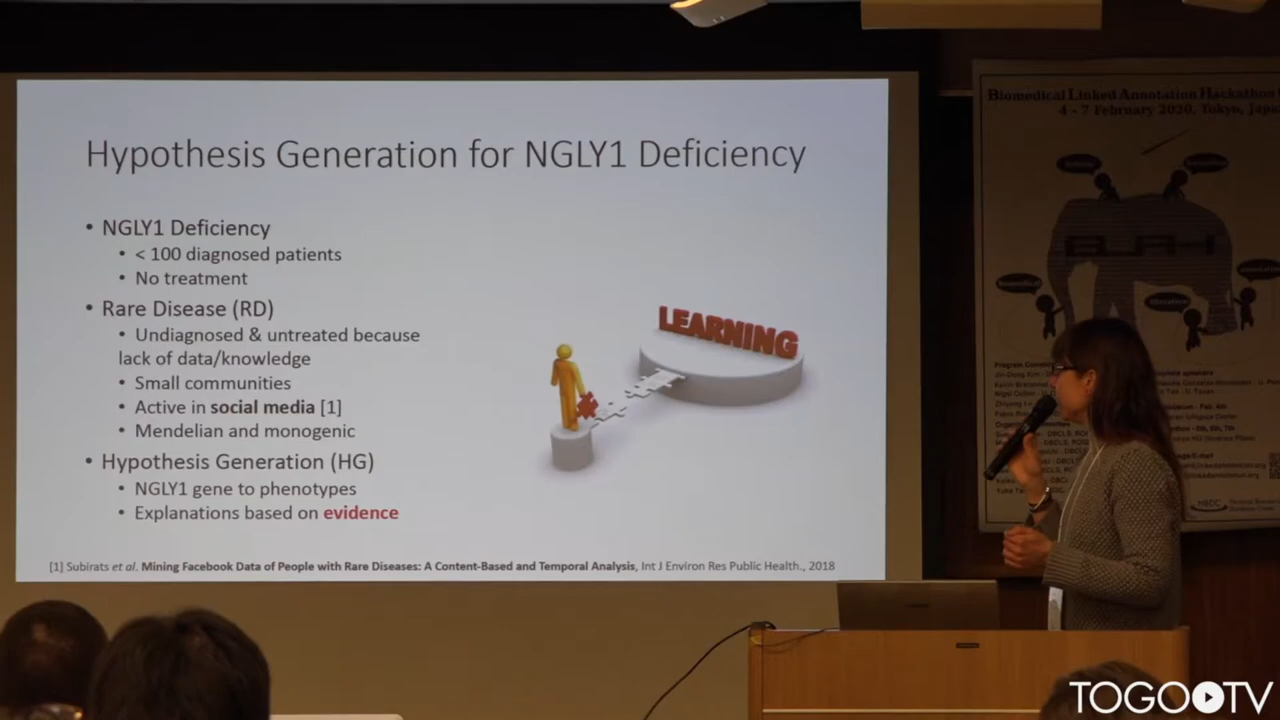 Hypothesis Generation for NGLY1 Deficiency
• NGLY1 Deficiency
• < 100 diagnosed patients
• No treatment
• Rare Disease (RD)
• Undiagnosed & untreated because
lack of data/knowledge
• Small communities
• Active in social media [1]
• Mendelian and monogenic
• Hypothesis Generation (HG)
• NGLY1 gene to phenotypes
• Explanations based on evidence
LEARNING
[1] Subirats et al. Mining Facebook Data of People with Rare Diseases: A Content-Based and Temporal Analysis, Int J Environ Res Public Health., 2018
Biomedical Linked Annotation Hackathon
4 - 7 February 2020, Tokyo, Japa
BLAH
TOGOTV